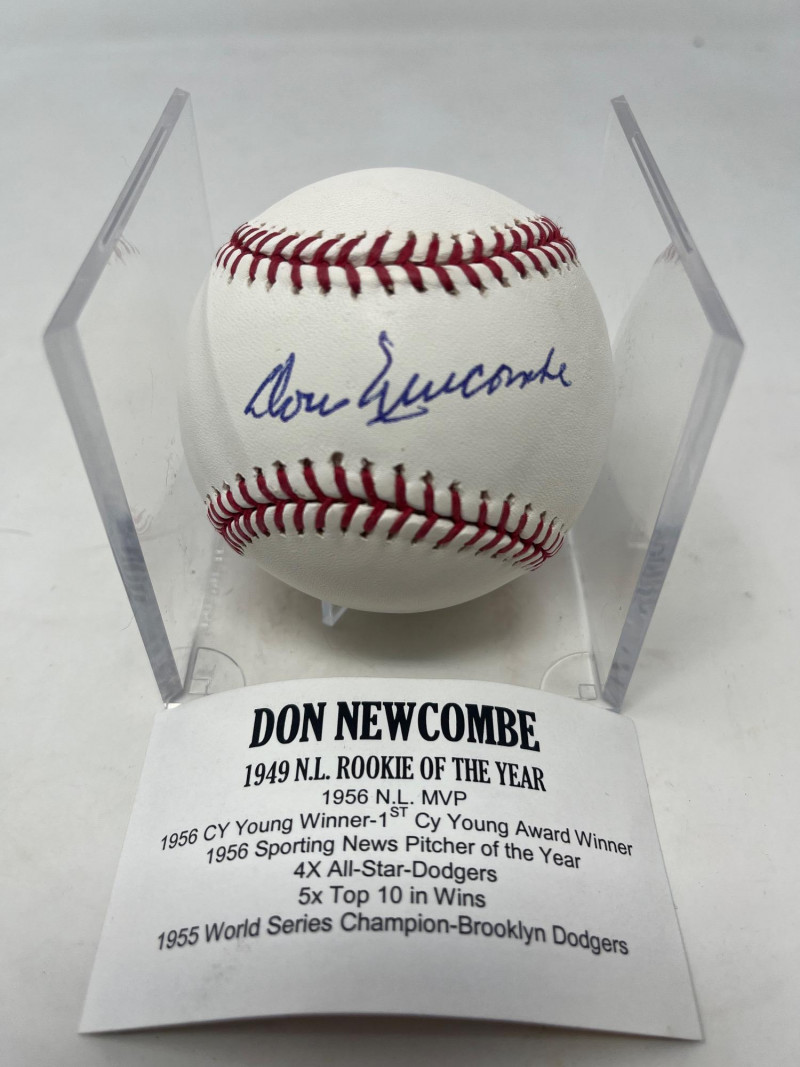 Don Newcombe
DON NEWCOMBE
1949 N.L. ROOKIE OF THE YEAR
1956 N.L. MVP
1956 CY Young Winner-1ST Cy Young Award Winner
1956 Sporting News Pitcher of the Year
4X All-Star-Dodgers
5x Top 10 in Wins
1955 World Series Champion-Brooklyn Dodgers